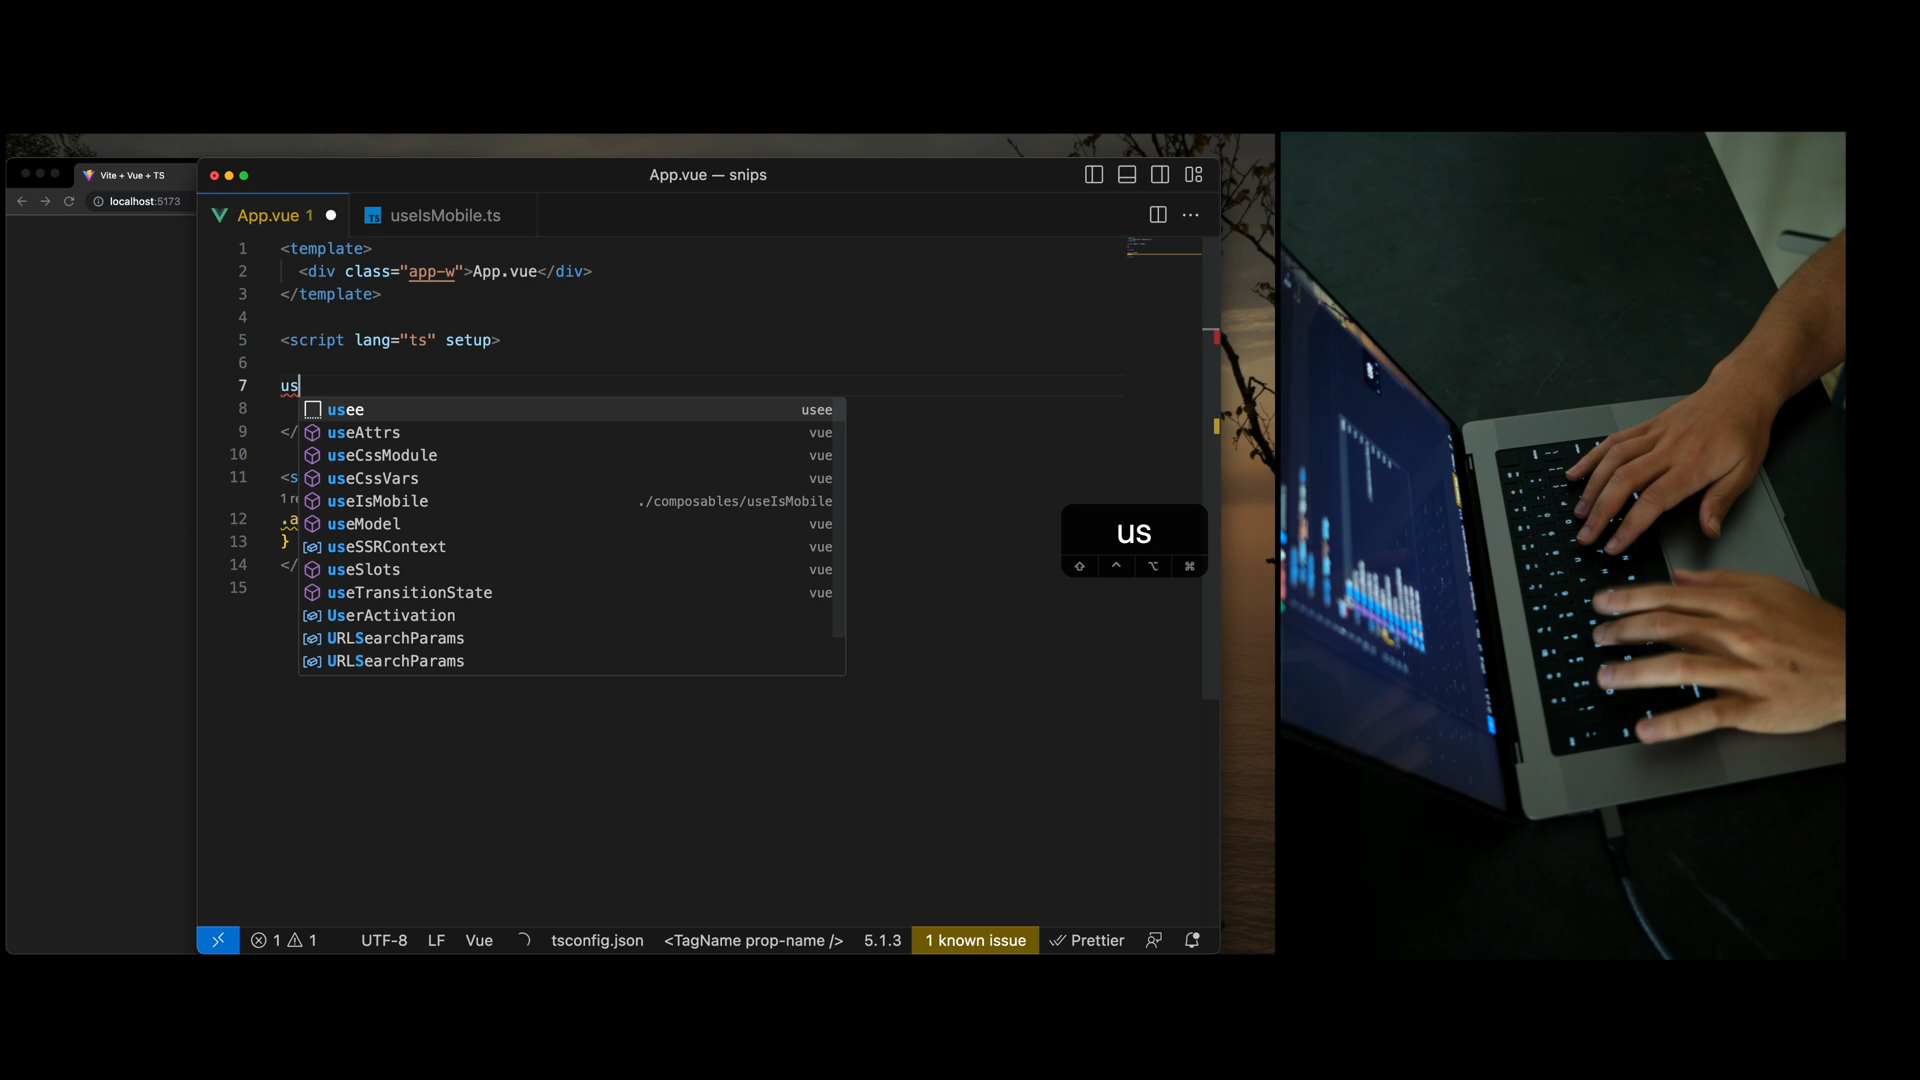 Vite + Vue + TS
localhost:5173
App.vue — snips
App.vue 1
TS useIsMobile.ts
1 <template>
2 <div class="app-w">App.vue</div>
3 </template>
4
5 <script lang="ts" setup>
6
7 us
8
9 </
10
11 <s
1 re
12 .a
13 }
14 </
15
usee usee
useAttrs vue
useCssModule vue
useCssVars vue
useIsMobile ./composables/useIsMobile
useModel vue
useSSRContext vue
useSlots vue
useTransitionState vue
UserActivation
URLSearchParams
URLSearchParams
us
⇧ ^ ⌥ ⌘
1 1 UTF-8 LF Vue tsconfig.json <TagName prop-name /> 5.1.3 1 known issue Prettier